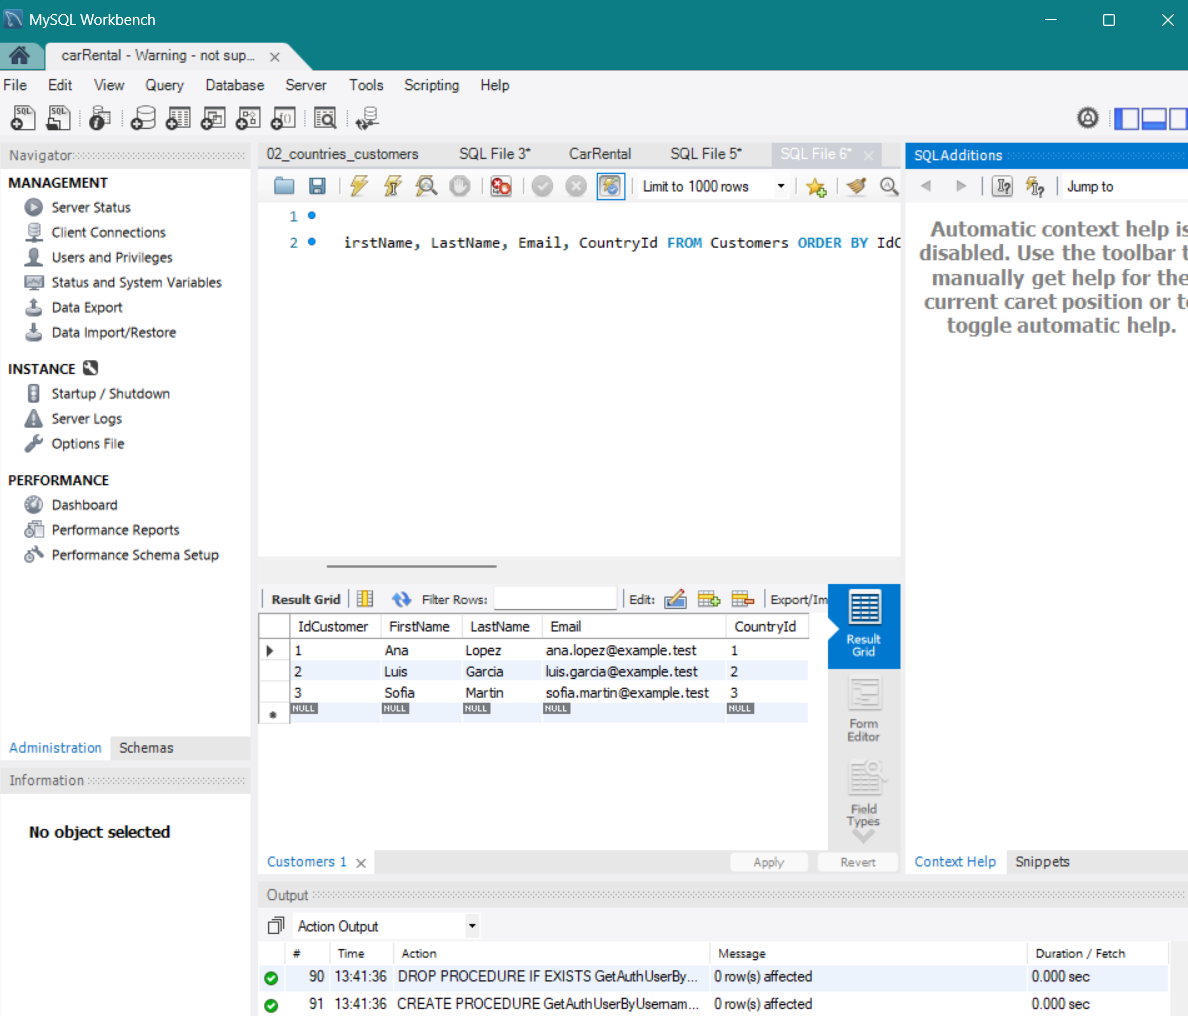 MySQL Workbench
carRental - Warning - not sup...
File Edit View Query Database Server Tools Scripting Help
Navigator
MANAGEMENT
Server Status
Client Connections
Users and Privileges
Status and System Variables
Data Export
Data Import/Restore
INSTANCE
Startup / Shutdown
Server Logs
Options File
PERFORMANCE
Dashboard
Performance Reports
Performance Schema Setup
Administration Schemas
Information
No object selected
02_countries_customers SQL File 3* CarRental SQL File 5* SQL File 6*
Limit to 1000 rows
1
2 irstName, LastName, Email, CountryId FROM Customers ORDER BY IdC
Result Grid Filter Rows: Edit: Export/Im
IdCustomer FirstName LastName Email CountryId
1 Ana Lopez ana.lopez@example.test 1
2 Luis Garcia luis.garcia@example.test 2
3 Sofia Martin sofia.martin@example.test 3
NULL NULL NULL NULL NULL
Result
Grid
Form
Editor
Field
Types
Customers 1 Apply Revert
SQLAdditions
Jump to
Automatic context help is
disabled. Use the toolbar t
manually get help for the
current caret position or t
toggle automatic help.
Context Help Snippets
Output
Action Output
# Time Action Message Duration / Fetch
90 13:41:36 DROP PROCEDURE IF EXISTS GetAuthUserBy... 0 row(s) affected 0.000 sec
91 13:41:36 CREATE PROCEDURE GetAuthUserByUsernam... 0 row(s) affected 0.000 sec